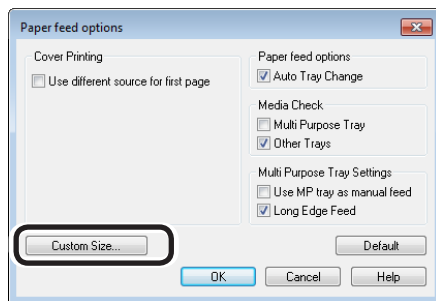 Paper feed options
Cover Printing
Use different source for first page
Paper feed options
Auto Tray Change
Media Check
Multi Purpose Tray
Other Trays
Multi Purpose Tray Settings
Use MP tray as manual feed
Long Edge Feed
Custom Size...
Default
OK
Cancel
Help